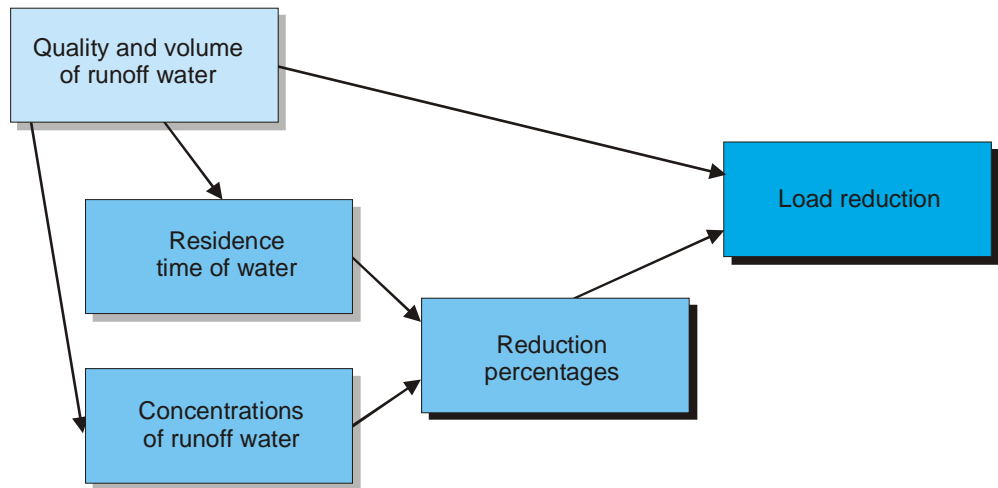 Quality and volume
of runoff water
Residence
time of water
Load reduction
Reduction
percentages
Concentrations
of runoff water